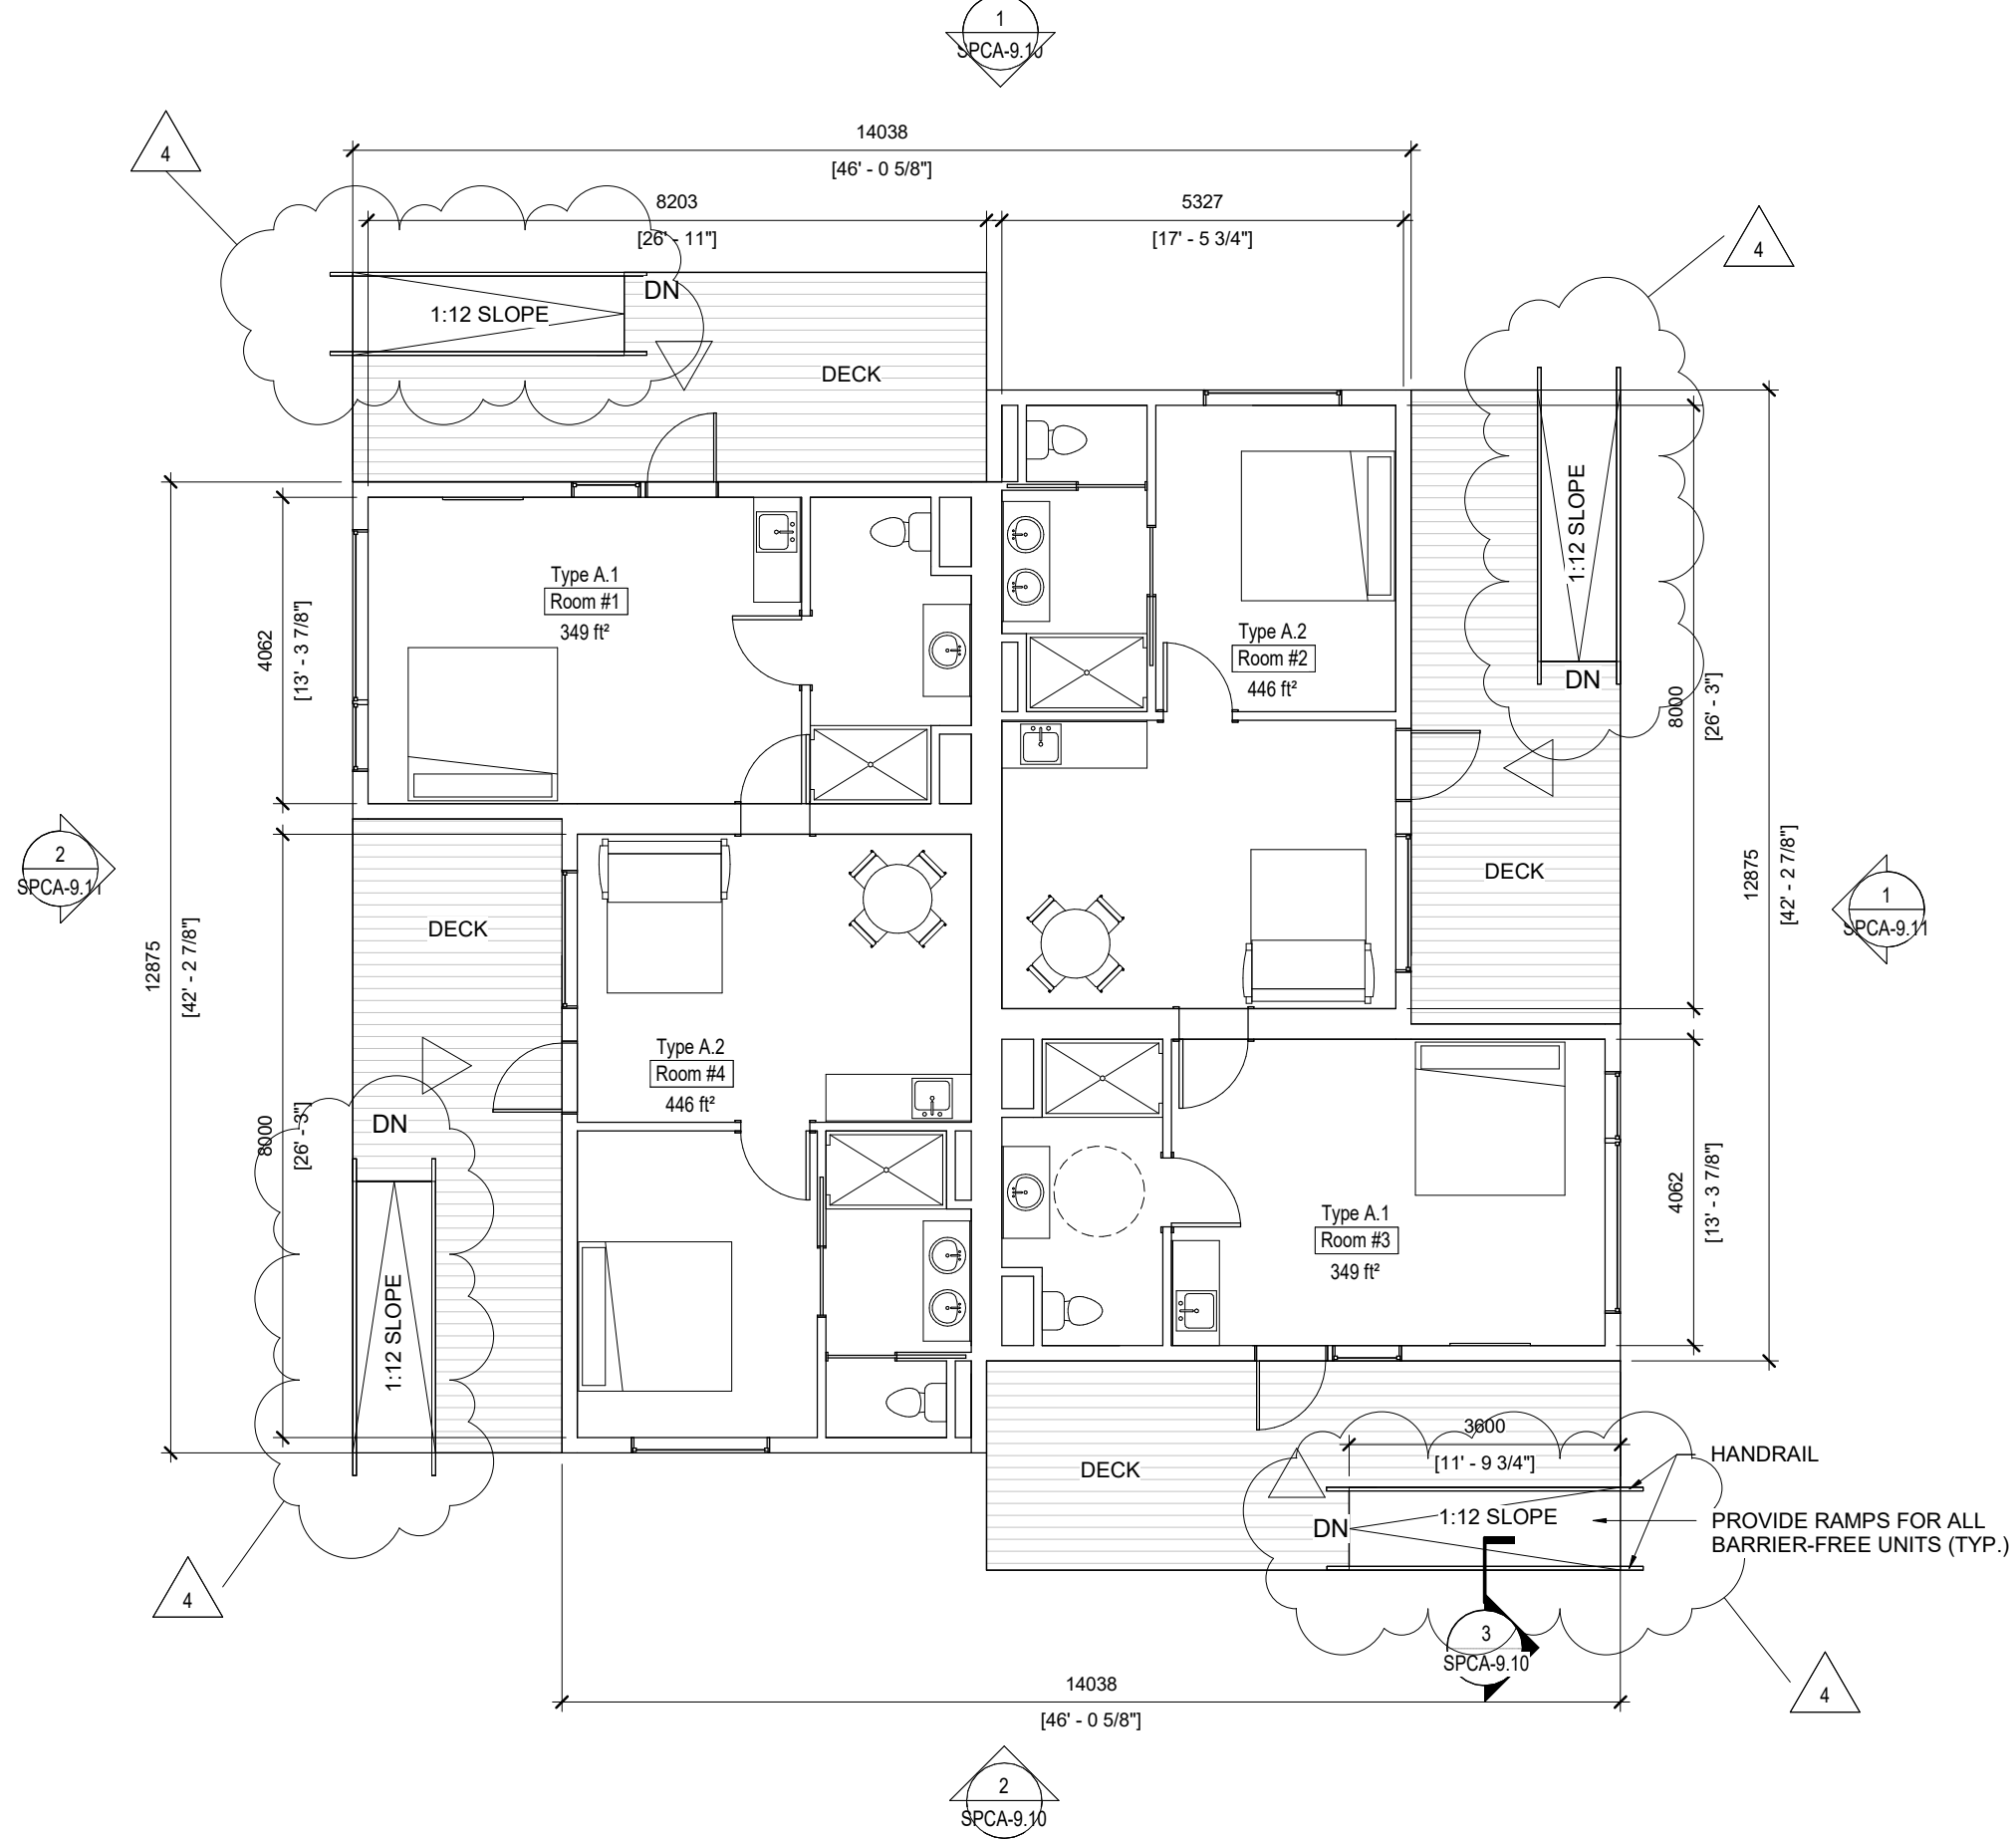 1
SPCA-9.10
14038
[46' - 0 5/8"]
4
8203
[26' - 11"]
5327
[17' - 5 3/4"]
4
DN
1:12 SLOPE
DECK
1:12 SLOPE
DN
Type A.1
Room #1
349 ft²
4062
[13' - 3 7/8"]
Type A.2
Room #2
446 ft²
8000
[26' - 3"]
2
SPCA-9.11
DECK
DECK
12875
[42' - 2 7/8"]
1
SPCA-9.11
12875
[42' - 2 7/8"]
Type A.2
Room #4
446 ft²
8000
[26' - 3"]
DN
1:12 SLOPE
4062
[13' - 3 7/8"]
Type A.1
Room #3
349 ft²
3600
[11' - 9 3/4"]
HANDRAIL
DECK
DN
1:12 SLOPE
PROVIDE RAMPS FOR ALL
BARRIER-FREE UNITS (TYP.)
4
3
SPCA-9.10
4
14038
[46' - 0 5/8"]
2
SPCA-9.10